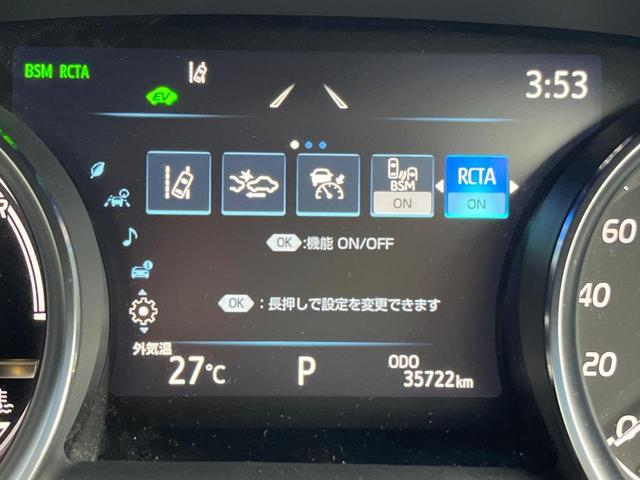 BSM RCTA
EV
3:53
BSM
ON
RCTA
ON
OK :機能 ON/OFF
OK :長押しで設定を変更できます
外気温
27℃
P
ODO
35722km
60
40
20
0